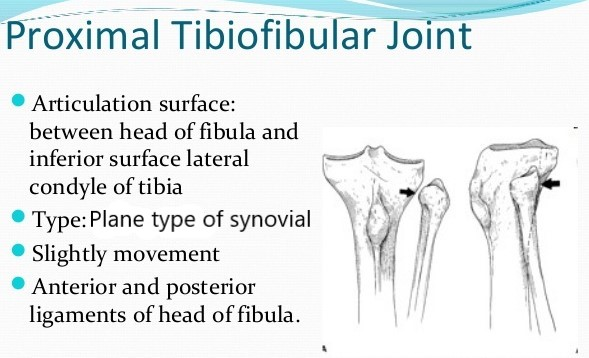 Proximal Tibiofibular Joint
Articulation surface:
between head of fibula and
inferior surface lateral
condyle of tibia
Type:Plane type of synovial
Slightly movement
Anterior and posterior
ligaments of head of fibula.
A